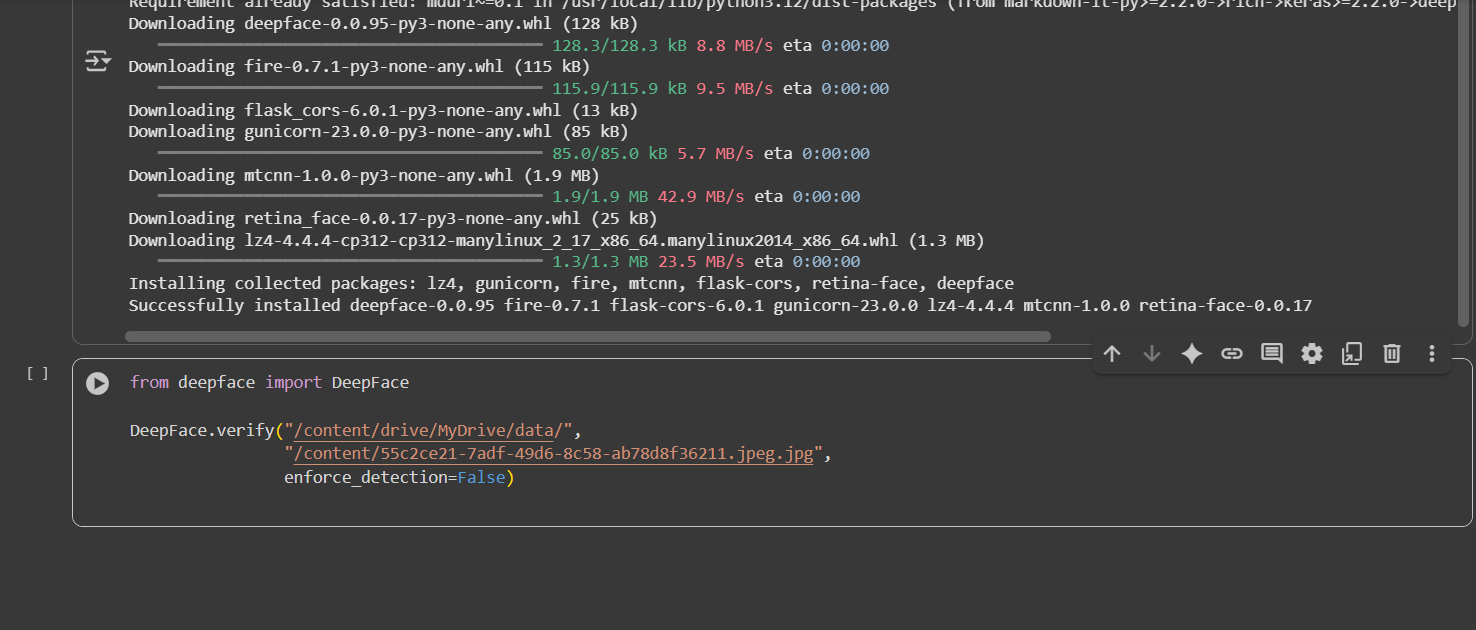 Requirement already satisfied: mdurl~=0.1 in /usr/local/lib/python3.12/dist-packages (from markdown-it-py>=2.2.0->rich->keras>=2.2.0->deep
Downloading deepface-0.0.95-py3-none-any.whl (128 kB)
128.3/128.3 kB 8.8 MB/s eta 0:00:00
Downloading fire-0.7.1-py3-none-any.whl (115 kB)
115.9/115.9 kB 9.5 MB/s eta 0:00:00
Downloading flask_cors-6.0.1-py3-none-any.whl (13 kB)
Downloading gunicorn-23.0.0-py3-none-any.whl (85 kB)
85.0/85.0 kB 5.7 MB/s eta 0:00:00
Downloading mtcnn-1.0.0-py3-none-any.whl (1.9 MB)
1.9/1.9 MB 42.9 MB/s eta 0:00:00
Downloading retina_face-0.0.17-py3-none-any.whl (25 kB)
Downloading lz4-4.4.4-cp312-cp312-manylinux_2_17_x86_64.manylinux2014_x86_64.whl (1.3 MB)
1.3/1.3 MB 23.5 MB/s eta 0:00:00
Installing collected packages: lz4, gunicorn, fire, mtcnn, flask-cors, retina-face, deepface
Successfully installed deepface-0.0.95 fire-0.7.1 flask-cors-6.0.1 gunicorn-23.0.0 lz4-4.4.4 mtcnn-1.0.0 retina-face-0.0.17
[ ]
from deepface import DeepFace
DeepFace.verify("/content/drive/MyDrive/data/",
"/content/55c2ce21-7adf-49d6-8c58-ab78d8f36211.jpeg.jpg",
enforce_detection=False)